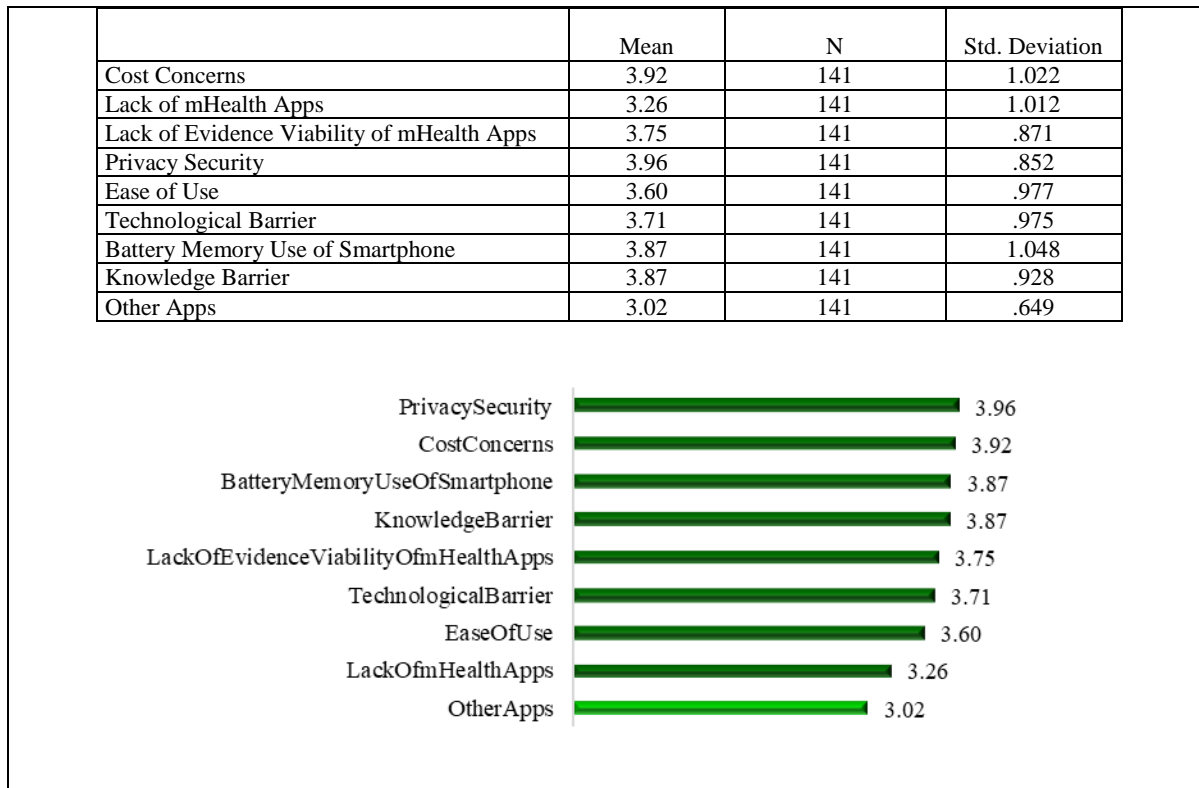 Mean N Std. Deviation
Cost Concerns 3.92 141 1.022
Lack of mHealth Apps 3.26 141 1.012
Lack of Evidence Viability of mHealth Apps 3.75 141 .871
Privacy Security 3.96 141 .852
Ease of Use 3.60 141 .977
Technological Barrier 3.71 141 .975
Battery Memory Use of Smartphone 3.87 141 1.048
Knowledge Barrier 3.87 141 .928
Other Apps 3.02 141 .649
PrivacySecurity 3.96
CostConcerns 3.92
BatteryMemoryUseOfSmartphone 3.87
KnowledgeBarrier 3.87
LackOfEvidenceViabilityOfmHealthApps 3.75
TechnologicalBarrier 3.71
EaseOfUse 3.60
LackOfmHealthApps 3.26
OtherApps 3.02